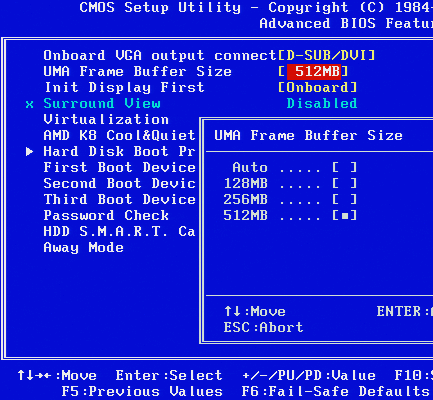 CMOS Setup Utility - Copyright (C) 1984-
Advanced BIOS Featu
Onboard VGA output connect[D-SUB/DVI]
UMA Frame Buffer Size [ 512MB]
Init Display First [Onboard]
x Surround View Disabled
Virtualization
AMD K8 Cool&Quiet
▶ Hard Disk Boot Pr
First Boot Device
Second Boot Devic
Third Boot Device
Password Check
HDD S.M.A.R.T. Ca
Away Mode
UMA Frame Buffer Size
Auto ..... [ ]
128MB ..... [ ]
256MB ..... [ ]
512MB ..... [■]
↑↓:Move ENTER:
ESC:Abort
↑↓→←:Move Enter:Select +/-/PU/PD:Value F10:
F5:Previous Values F6:Fail-Safe Defaults